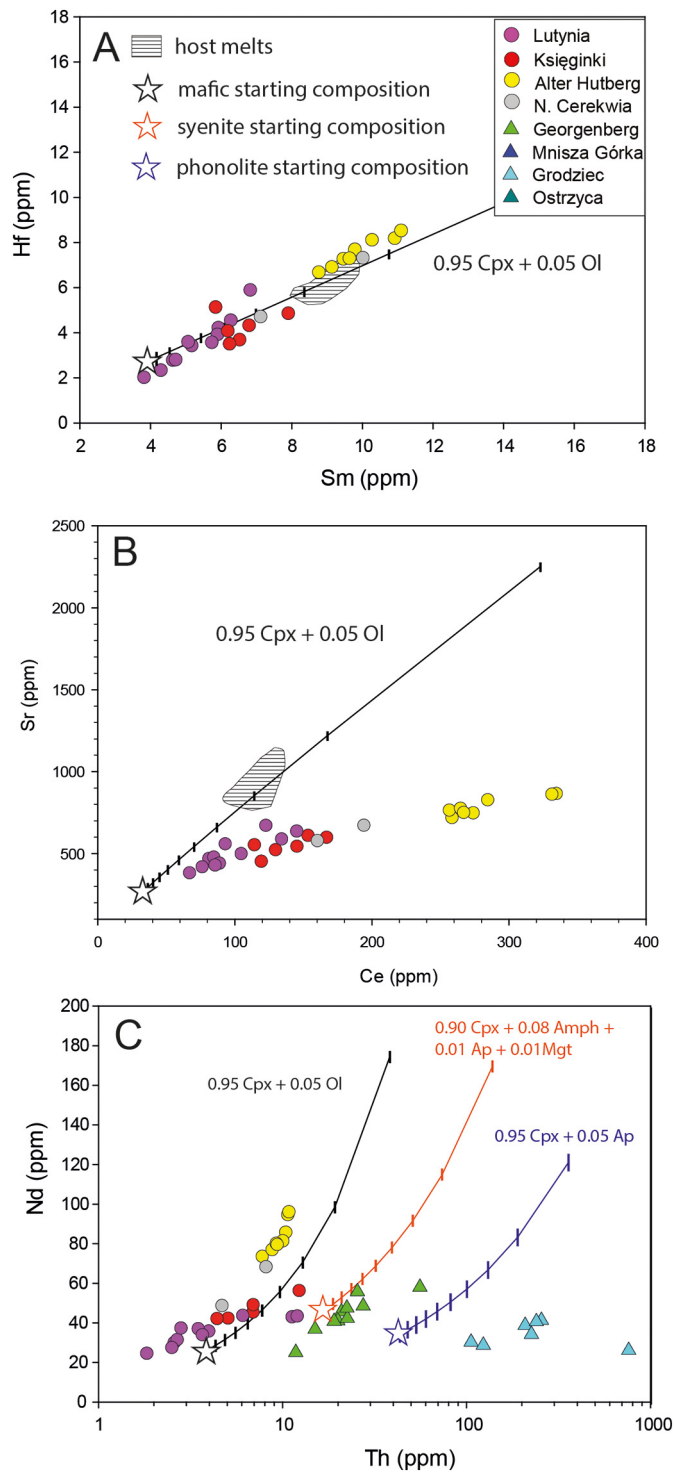 A
host melts
mafic starting composition
syenite starting composition
phonolite starting composition
Lutynia
Księginki
Alter Hutberg
N. Cerekwia
Georgenberg
Mnisza Górka
Grodziec
Ostrzyca
0.95 Cpx + 0.05 Ol
Hf (ppm)
18
16
14
12
10
8
6
4
2
0
2 4 6 8 10 12 14 16 18
Sm (ppm)
B
0.95 Cpx + 0.05 Ol
Sr (ppm)
2500
2000
1500
1000
500
0 100 200 300 400
Ce (ppm)
C
0.95 Cpx + 0.05 Ol
0.90 Cpx + 0.08 Amph +
0.01 Ap + 0.01Mgt
0.95 Cpx + 0.05 Ap
Nd (ppm)
200
180
160
140
120
100
80
60
40
20
0
1 10 100 1000
Th (ppm)